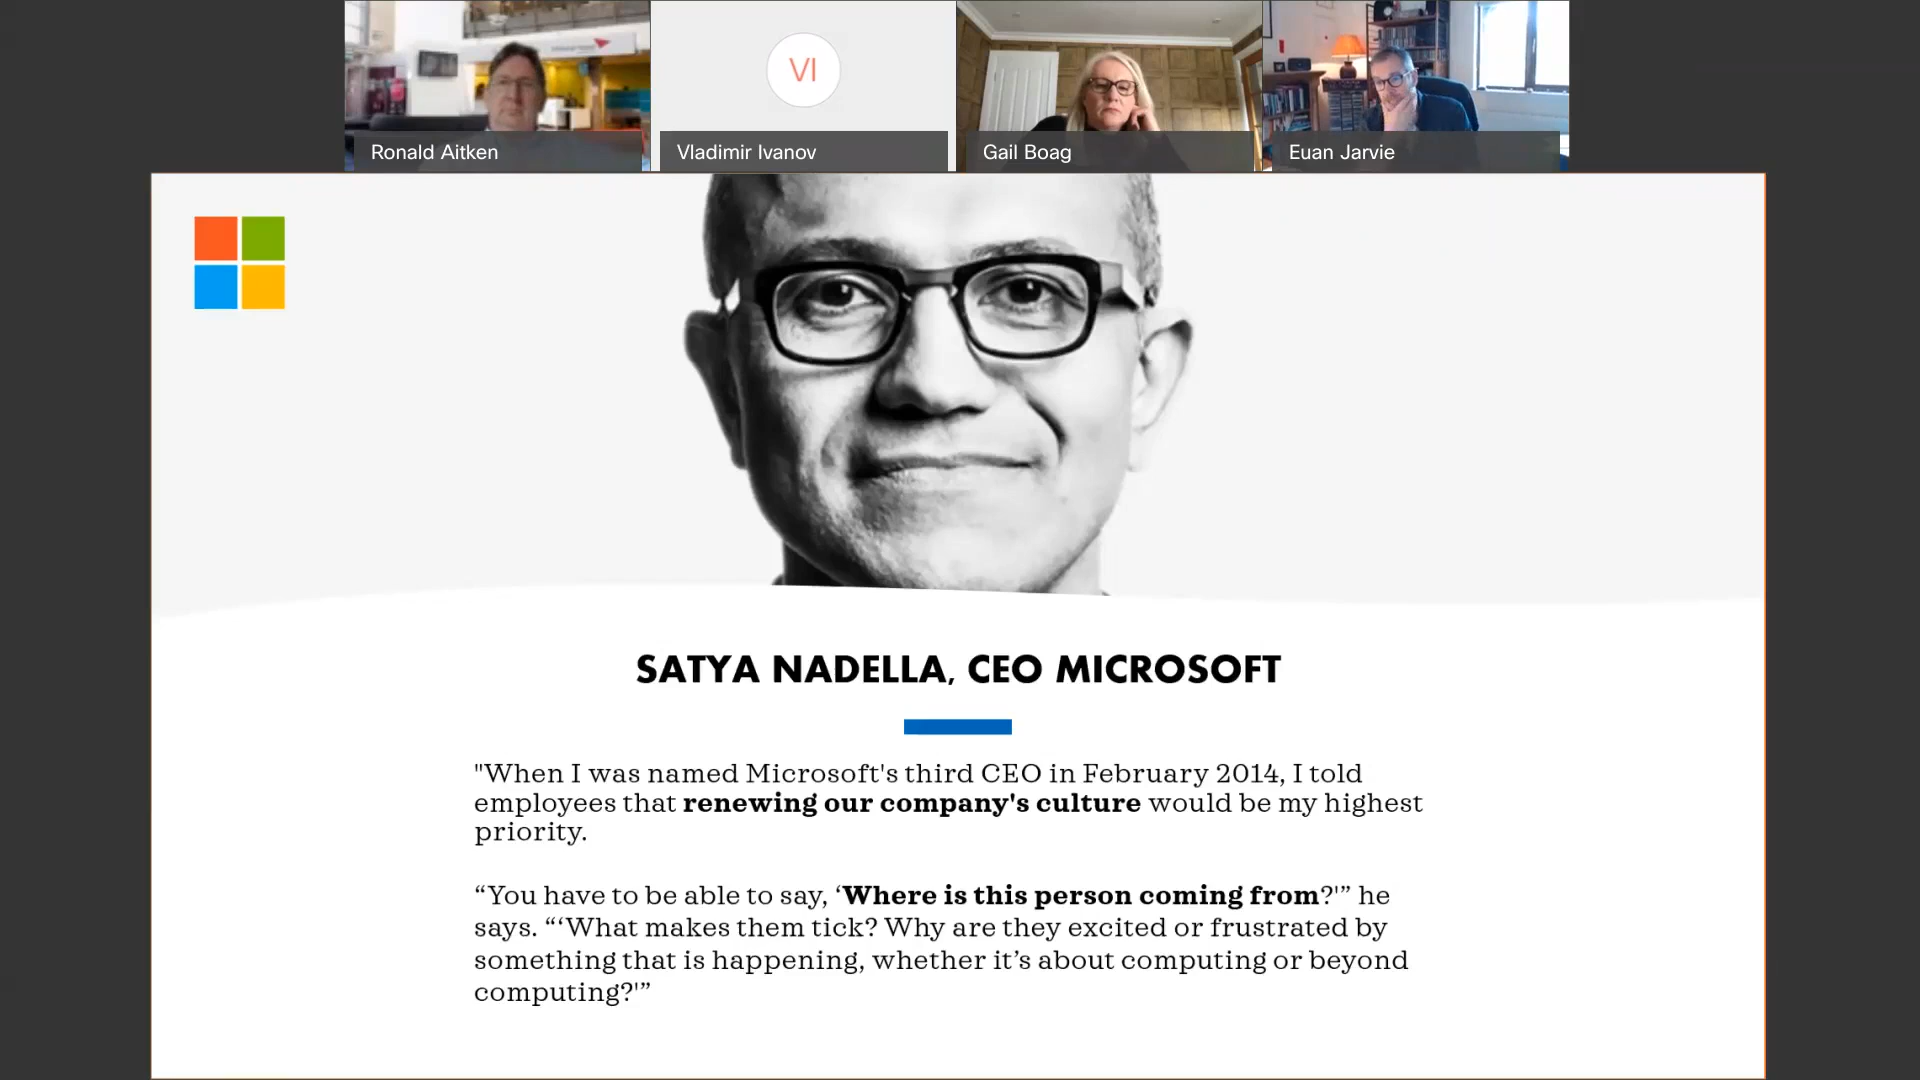 Ronald Aitken
VI
Vladimir Ivanov
Gail Boag
Euan Jarvie
SATYA NADELLA, CEO MICROSOFT
"When I was named Microsoft's third CEO in February 2014, I told
employees that renewing our company's culture would be my highest
priority.
“You have to be able to say, ‘Where is this person coming from?'” he
says. “‘What makes them tick? Why are they excited or frustrated by
something that is happening, whether it’s about computing or beyond
computing?'”